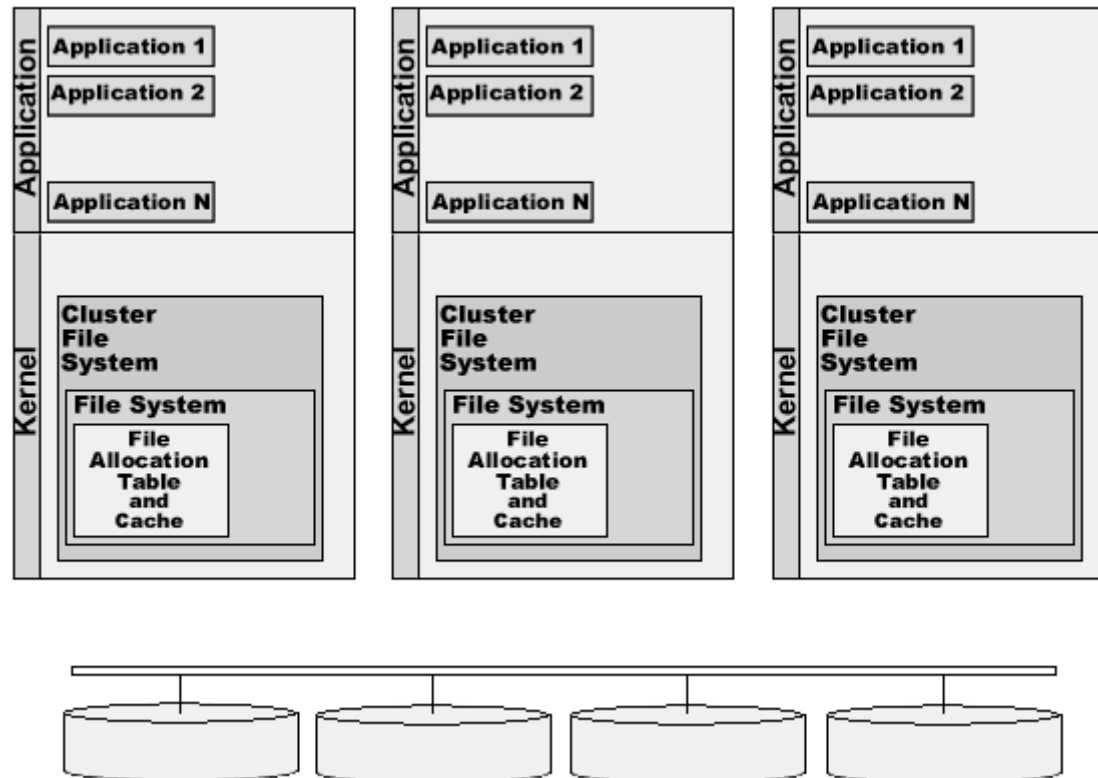 Application
Application 1
Application 2
Application N
Kernel
Cluster
File
System
File System
File
Allocation
Table
and
Cache
Application
Application 1
Application 2
Application N
Kernel
Cluster
File
System
File System
File
Allocation
Table
and
Cache
Application
Application 1
Application 2
Application N
Kernel
Cluster
File
System
File System
File
Allocation
Table
and
Cache